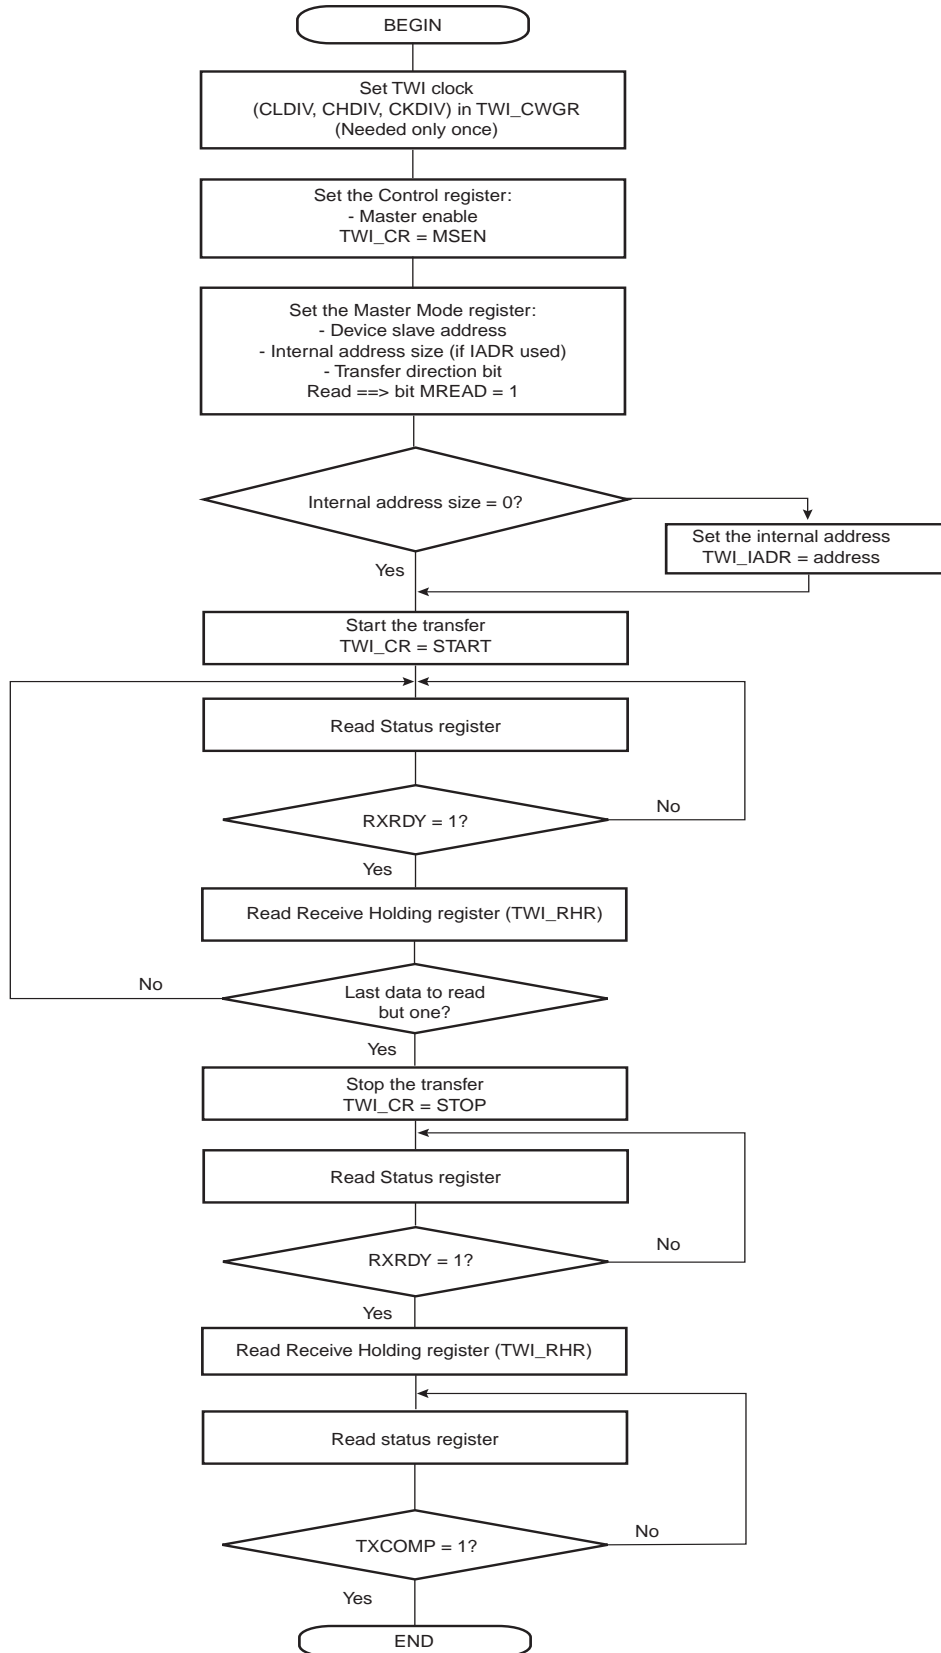 BEGIN
Set TWI clock
(CLDIV, CHDIV, CKDIV) in TWI_CWGR
(Needed only once)
Set the Control register:
- Master enable
TWI_CR = MSEN
Set the Master Mode register:
- Device slave address
- Internal address size (if IADR used)
- Transfer direction bit
Read ==> bit MREAD = 1
Internal address size = 0?
Set the internal address
TWI_IADR = address
Yes
Start the transfer
TWI_CR = START
Read Status register
RXRDY = 1?
No
Yes
Read Receive Holding register (TWI_RHR)
No
Last data to read
but one?
Yes
Stop the transfer
TWI_CR = STOP
Read Status register
RXRDY = 1?
No
Yes
Read Receive Holding register (TWI_RHR)
Read status register
TXCOMP = 1?
No
Yes
END